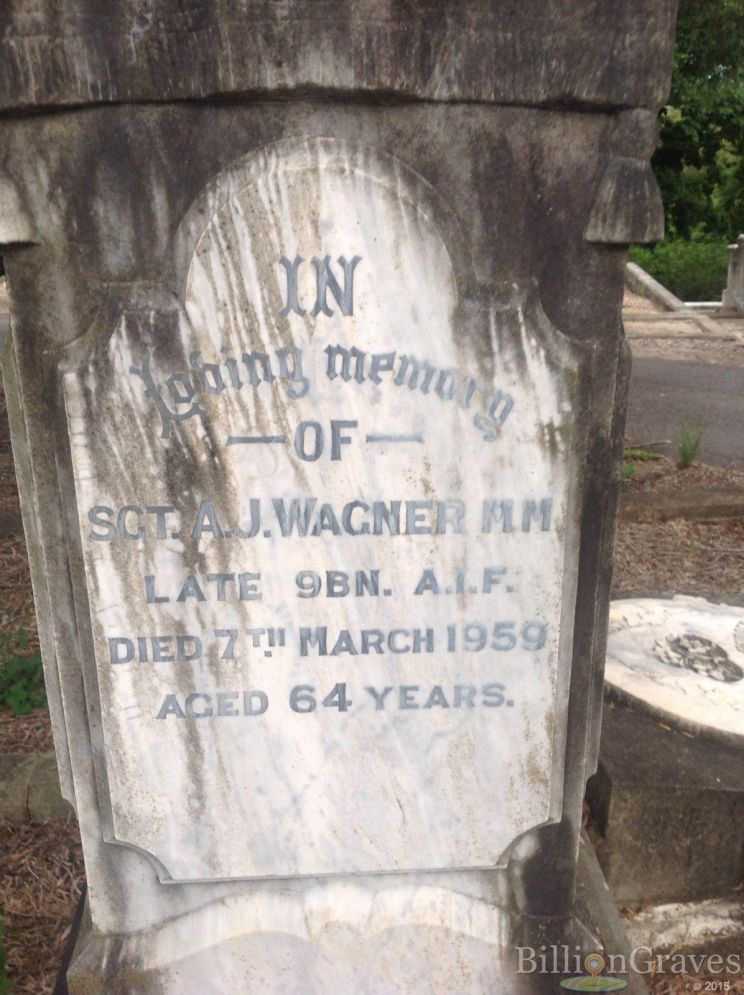 IN
Loving memory
—OF—
SGT. A.J. WAGNER M.M.
LATE 9BN. A.I.F.
DIED 7TH MARCH 1959
AGED 64 YEARS.
BillionGraves
© 2015